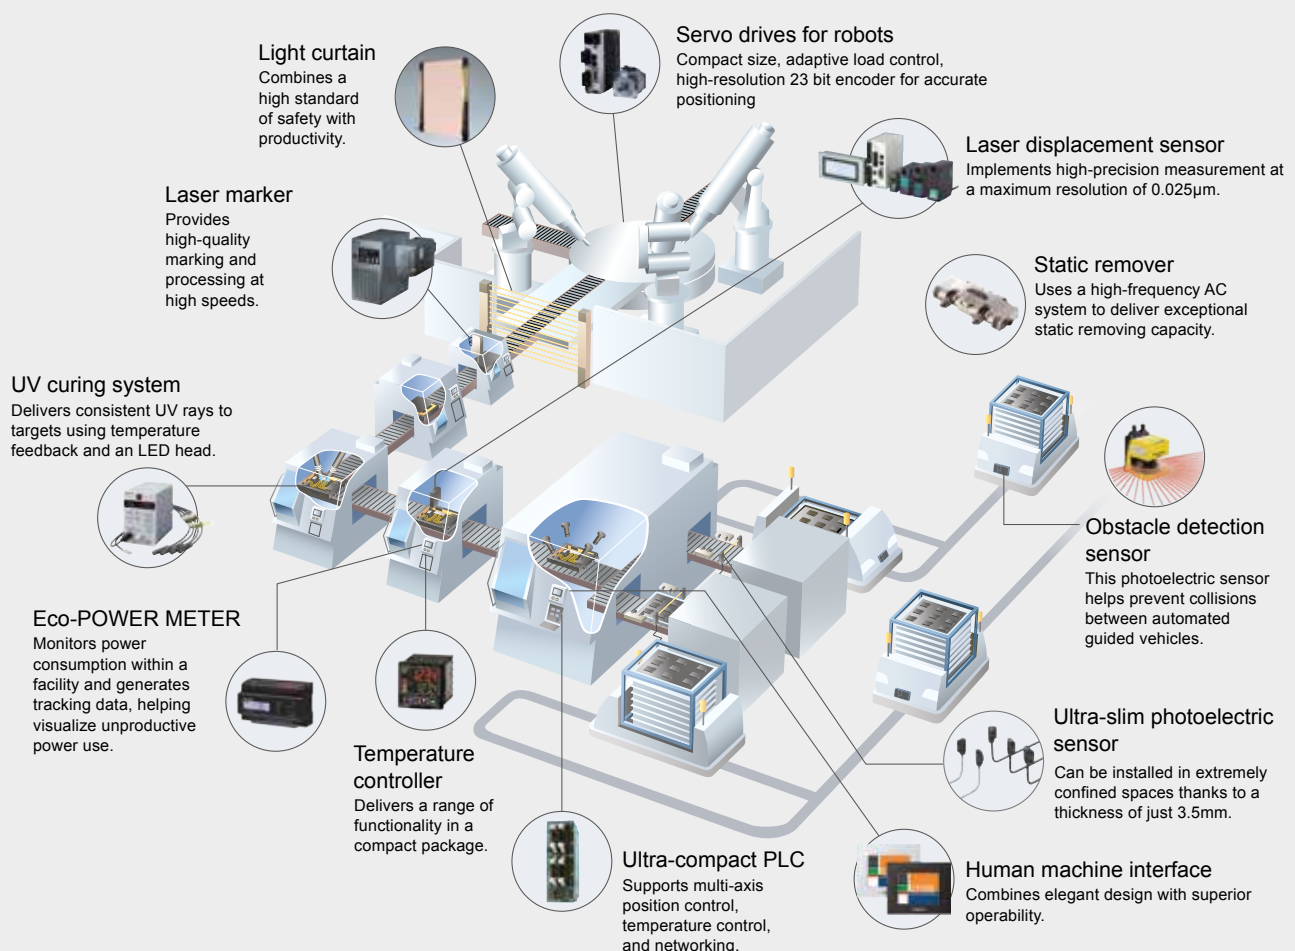 Light curtain
Combines a
high standard
of safety with
productivity.
Servo drives for robots
Compact size, adaptive load control,
high-resolution 23 bit encoder for accurate
positioning
Laser displacement sensor
Implements high-precision measurement at
a maximum resolution of 0.025µm.
Laser marker
Provides
high-quality
marking and
processing at
high speeds.
Static remover
Uses a high-frequency AC
system to deliver exceptional
static removing capacity.
UV curing system
Delivers consistent UV rays to
targets using temperature
feedback and an LED head.
Obstacle detection
sensor
This photoelectric sensor
helps prevent collisions
between automated
guided vehicles.
Eco-POWER METER
Monitors power
consumption within a
facility and generates
tracking data, helping
visualize unproductive
power use.
Temperature
controller
Delivers a range of
functionality in a
compact package.
Ultra-slim photoelectric
sensor
Can be installed in extremely
confined spaces thanks to a
thickness of just 3.5mm.
Ultra-compact PLC
Supports multi-axis
position control,
temperature control,
and networking.
Human machine interface
Combines elegant design with superior
operability.